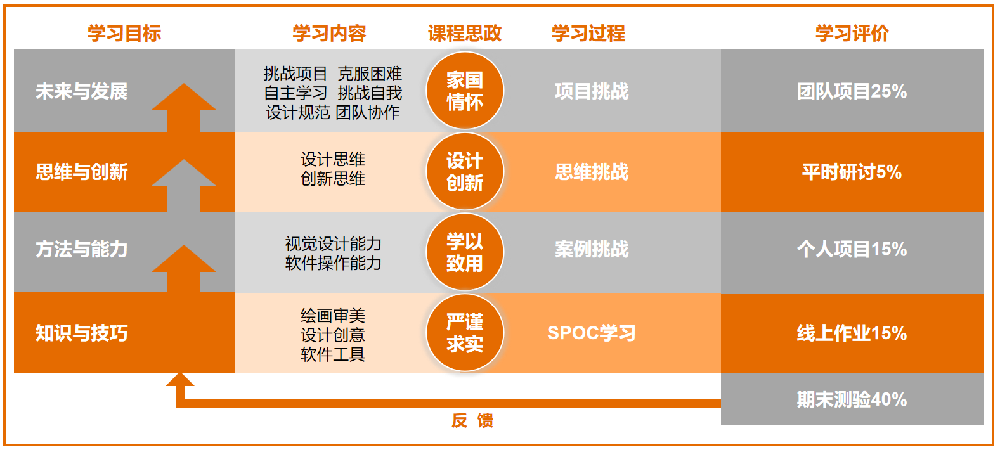 学习目标
学习内容
课程思政
学习过程
学习评价
未来与发展
挑战项目 克服困难
自主学习 挑战自我
设计规范 团队协作
家国
情怀
项目挑战
团队项目25%
思维与创新
设计思维
创新思维
设计
创新
思维挑战
平时研讨5%
方法与能力
视觉设计能力
软件操作能力
学以
致用
案例挑战
个人项目15%
知识与技巧
绘画审美
设计创意
软件工具
严谨
求实
SPOC学习
线上作业15%
期末测验40%
反 馈